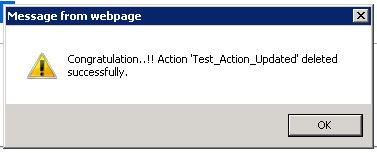 Message from webpage
Congratulation..!! Action 'Test_Action_Updated' deleted
successfully.
OK